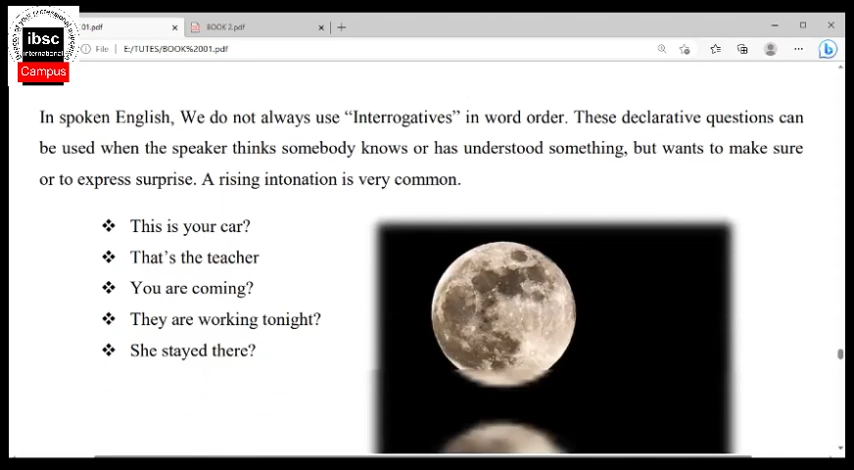 01.pdf
BOOK 2.pdf
ibsc
international
Campus
File
E:/TUTES/BOOK%2001.pdf
In spoken English, We do not always use “Interrogatives” in word order. These declarative questions can
be used when the speaker thinks somebody knows or has understood something, but wants to make sure
or to express surprise. A rising intonation is very common.
❖ This is your car?
❖ That’s the teacher
❖ You are coming?
❖ They are working tonight?
❖ She stayed there?